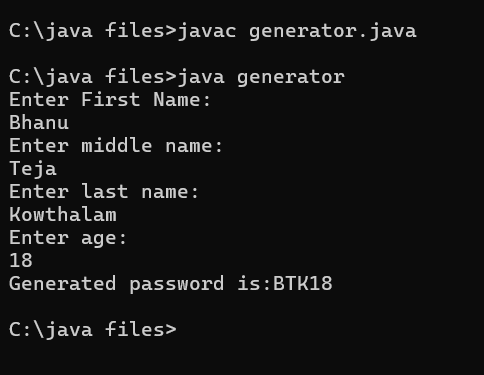 C:\java files>javac generator.java
C:\java files>java generator
Enter First Name:
Bhanu
Enter middle name:
Teja
Enter last name:
Kowthalam
Enter age:
18
Generated password is:BTK18
C:\java files>